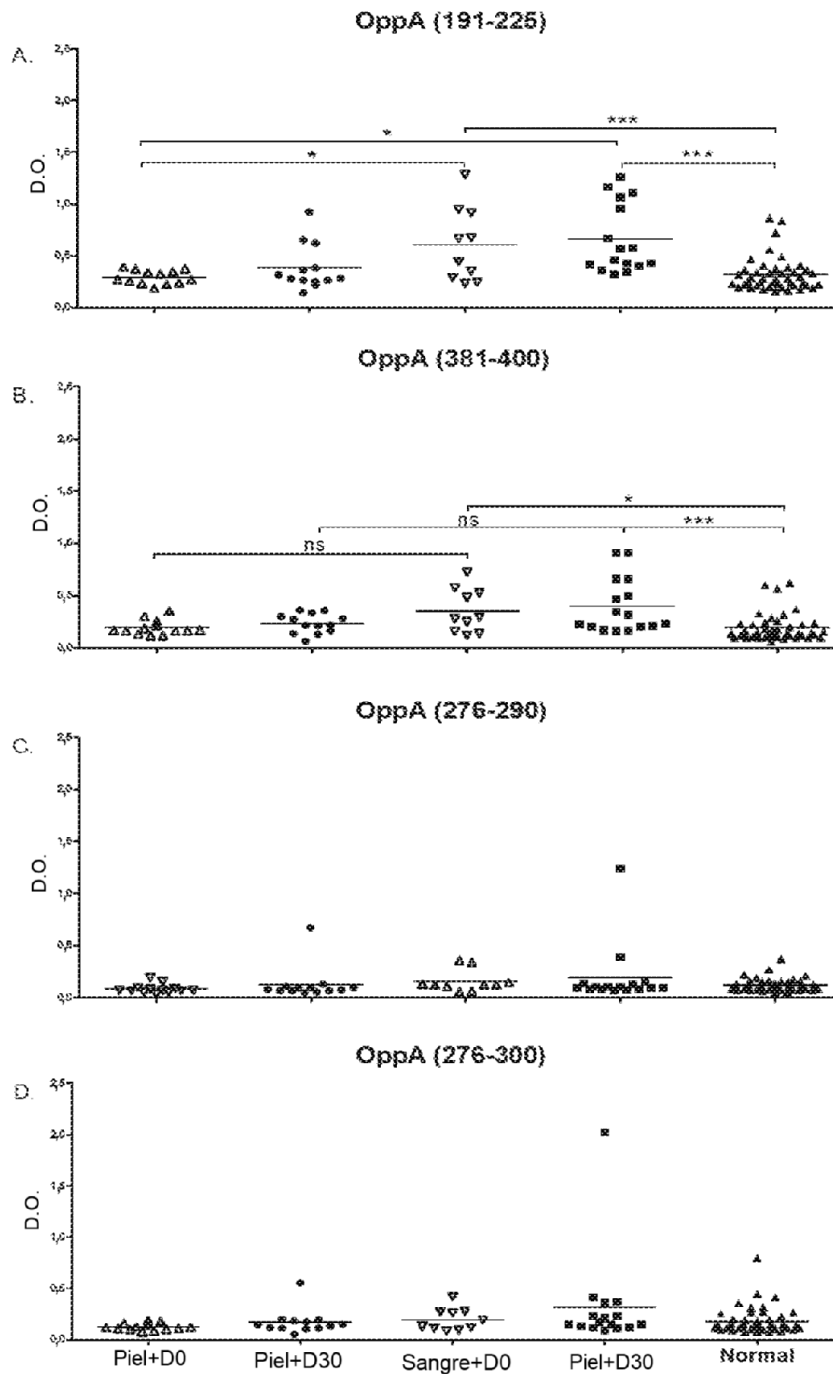 OppA (191-225)
A.
2,5
2,0
***
*
1,5
*
***
D.O.
1,0
0,5
0,0
OppA (381-400)
B.
2,5
2,0
D.O.
1,5
*
ns
***
1,0
ns
0,5
0,0
OppA (276-290)
C.
2,5
2,0
1,5
D.O.
1,0
0,5
0,0
OppA (276-300)
D.
2,5
2,0
1,5
D.O.
1,0
0,5
0,0
Piel+D0 Piel+D30 Sangre+D0 Piel+D30 Normal